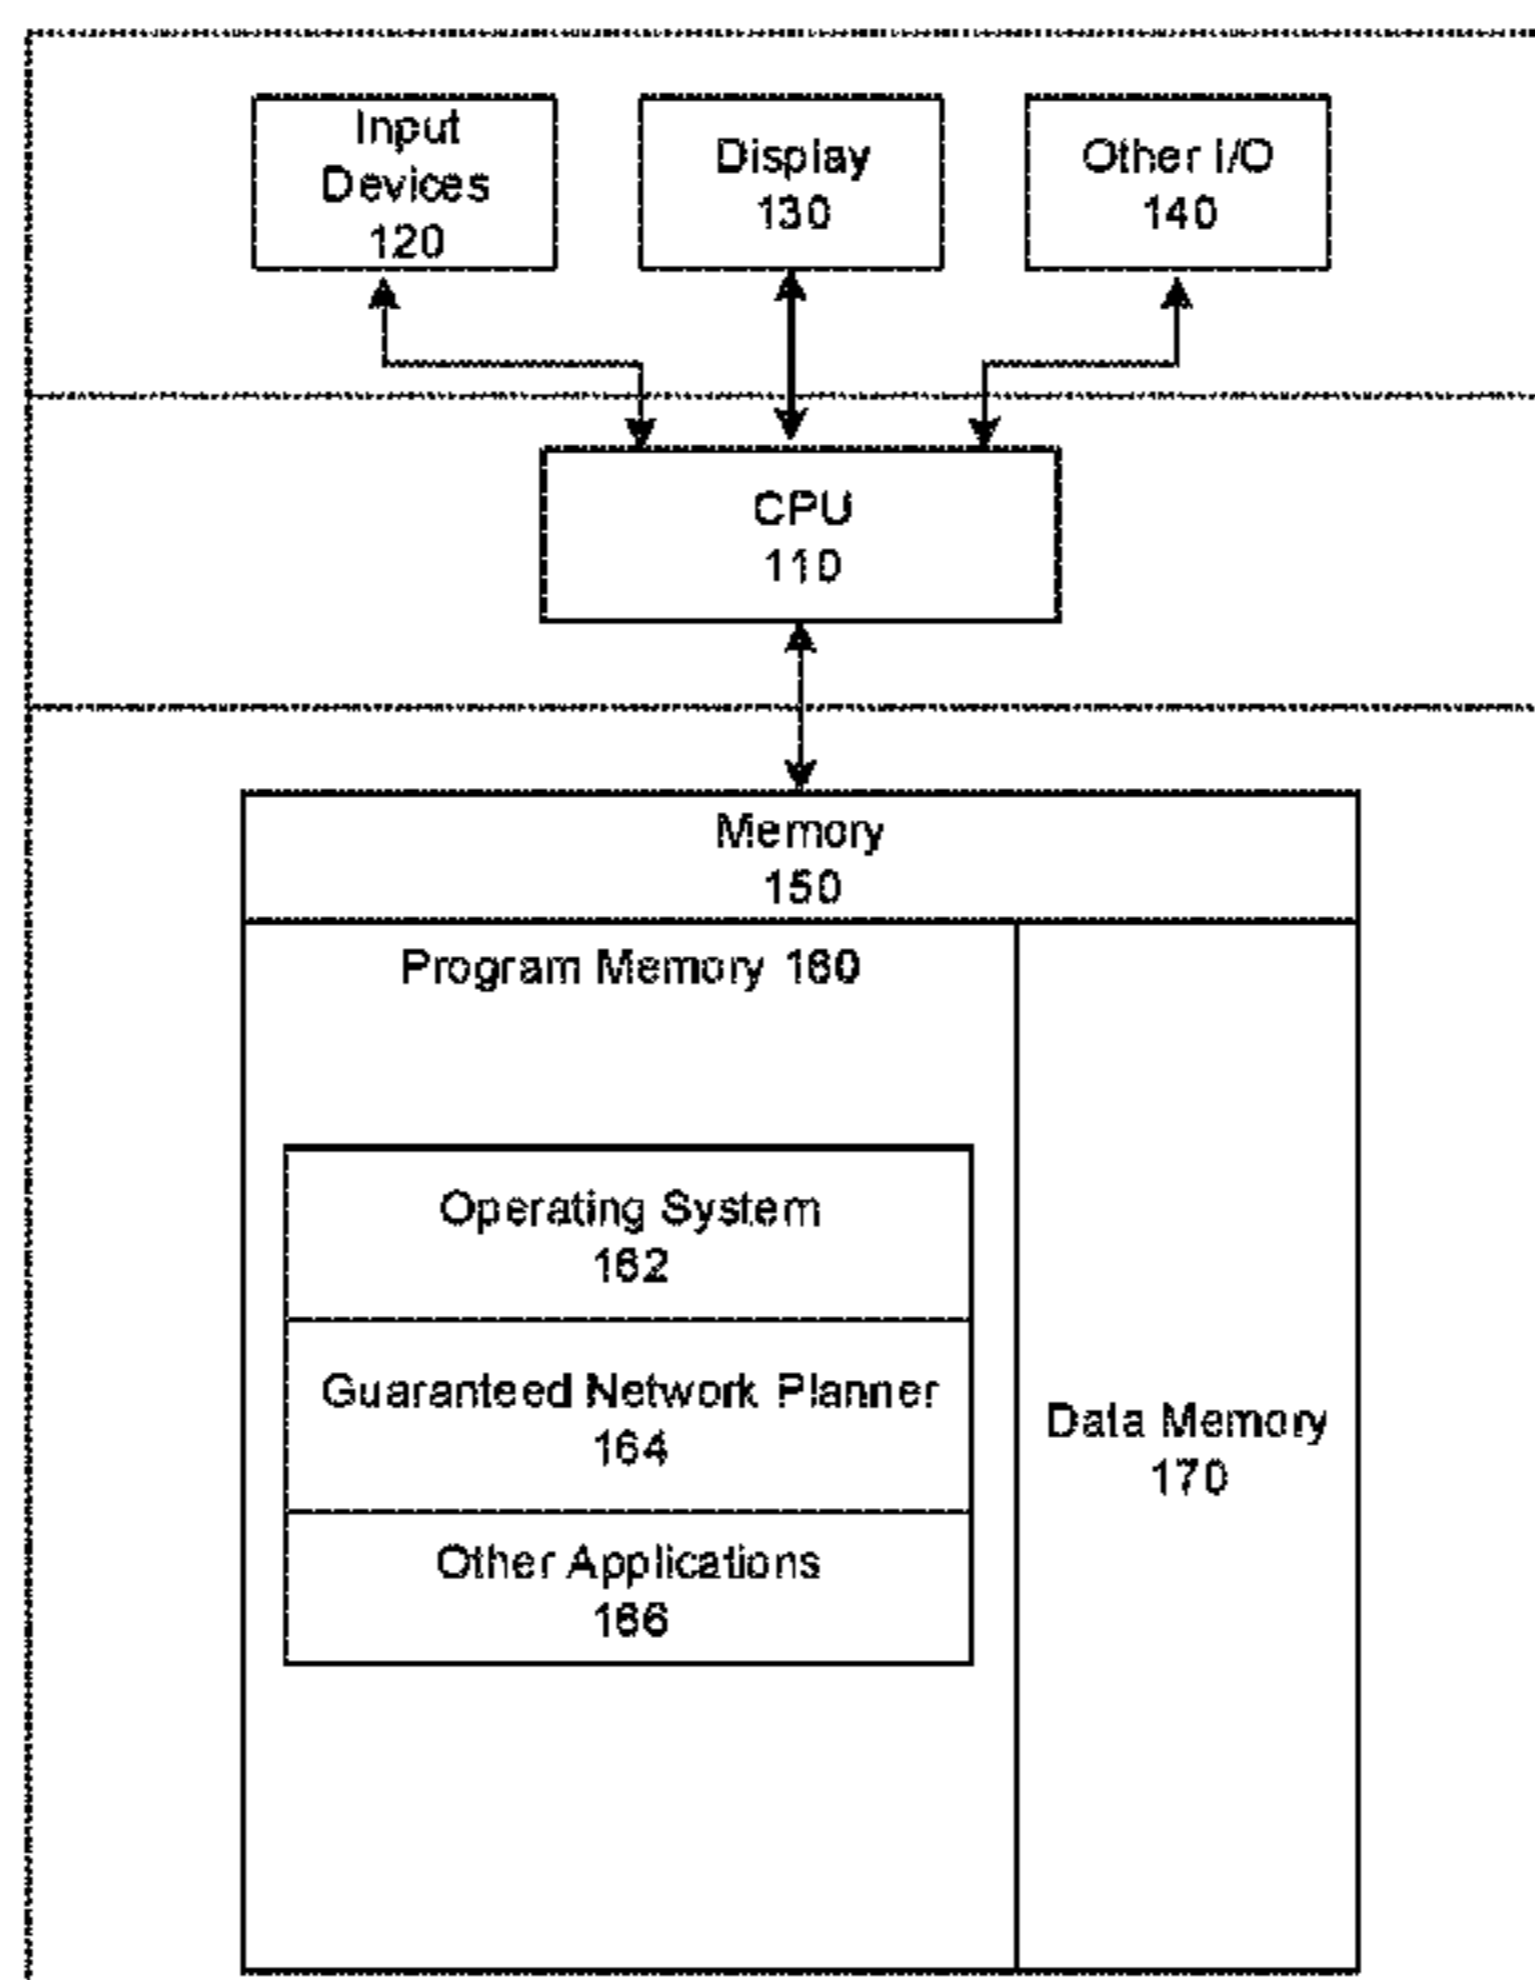 Input
Devices
120
Display
130
Other I/O
140
CPU
110
Memory
150
Program Memory 160
Operating System
162
Guaranteed Network Planner
164
Other Applications
166
Data Memory
170